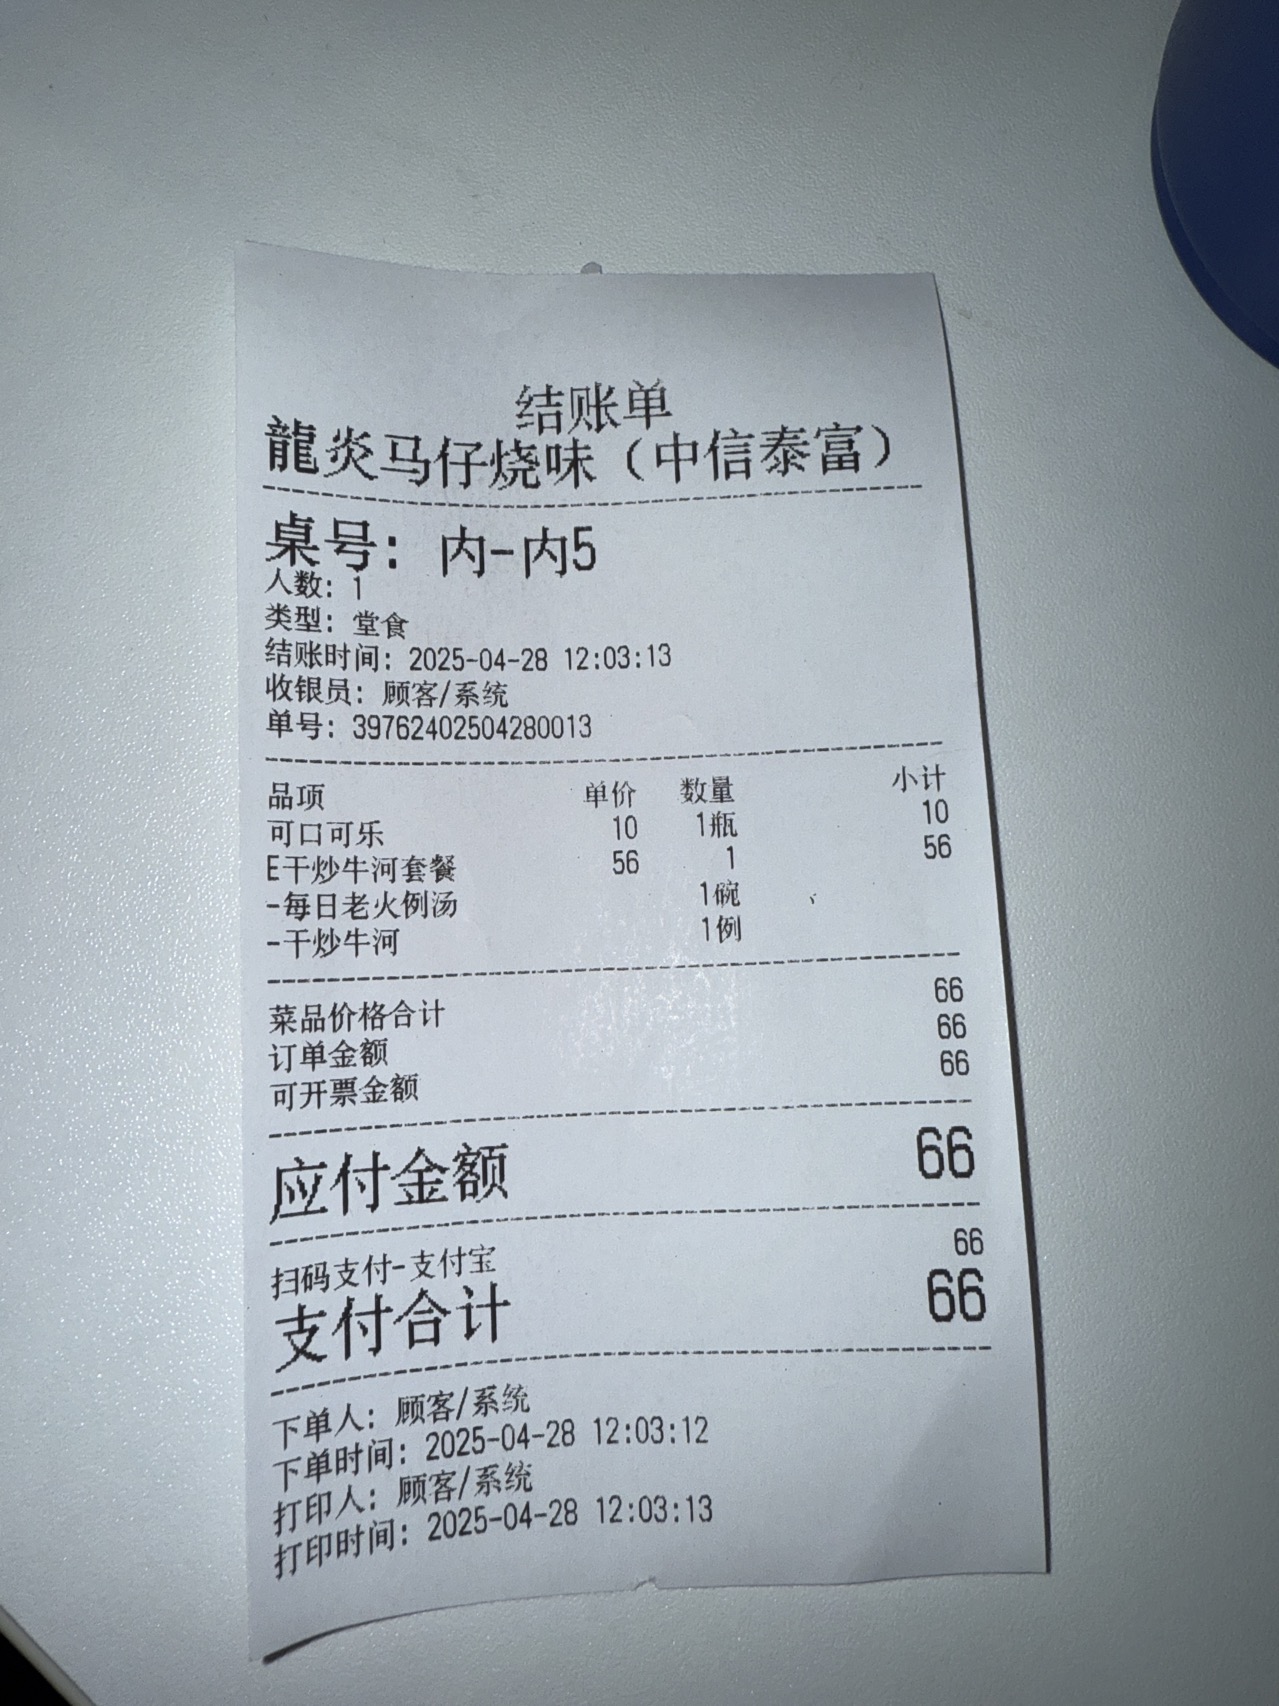 结账单
龍炎马仔烧味（中信泰富）
桌号： 内-内5
人数： 1
类型： 堂食
结账时间： 2025-04-28 12:03:13
收银员： 顾客/系统
单号： 39762402504280013
品项 单价 数量 小计
可口可乐 10 1瓶 10
E干炒牛河套餐 56 1 56
-每日老火例汤 1碗
-干炒牛河 1例
菜品价格合计 66
订单金额 66
可开票金额 66
应付金额 66
扫码支付-支付宝 66
支付合计 66
下单人： 顾客/系统
下单时间： 2025-04-28 12:03:12
打印人： 顾客/系统
打印时间： 2025-04-28 12:03:13